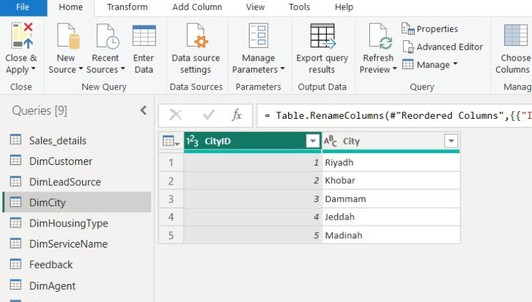 File Home Transform Add Column View Tools Help
Close & Apply
New Source
Recent Sources
Enter Data
Data source settings
Manage Parameters
Export query results
Refresh Preview
Properties
Advanced Editor
Manage
Choose Columns
Close New Query Data Sources Parameters Output Data Query Manag
Queries [9]
fx = Table.RenameColumns(#"Reordered Columns",{{"I
Sales_details
DimCustomer
DimLeadSource
DimCity
DimHousingType
DimServiceName
Feedback
DimAgent
123 CityID ABC City
1 1 Riyadh
2 2 Khobar
3 3 Dammam
4 4 Jeddah
5 5 Madinah